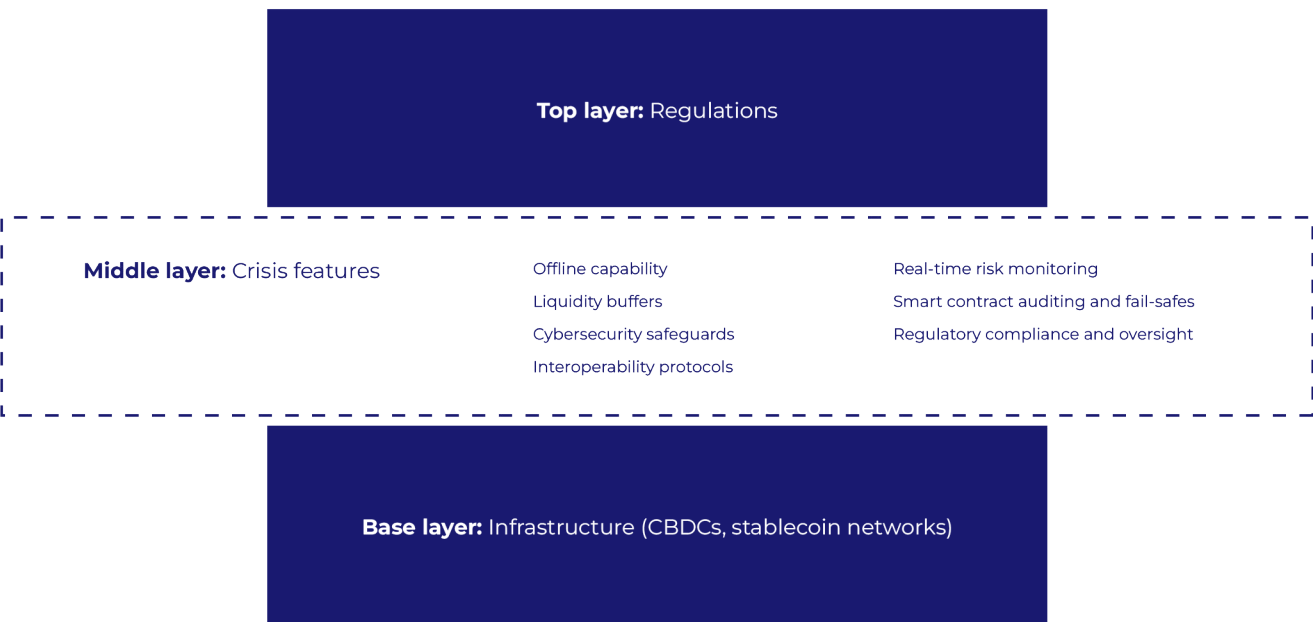 Top layer: Regulations
Middle layer: Crisis features
Offline capability
Liquidity buffers
Cybersecurity safeguards
Interoperability protocols
Real-time risk monitoring
Smart contract auditing and fail-safes
Regulatory compliance and oversight
Base layer: Infrastructure (CBDCs, stablecoin networks)